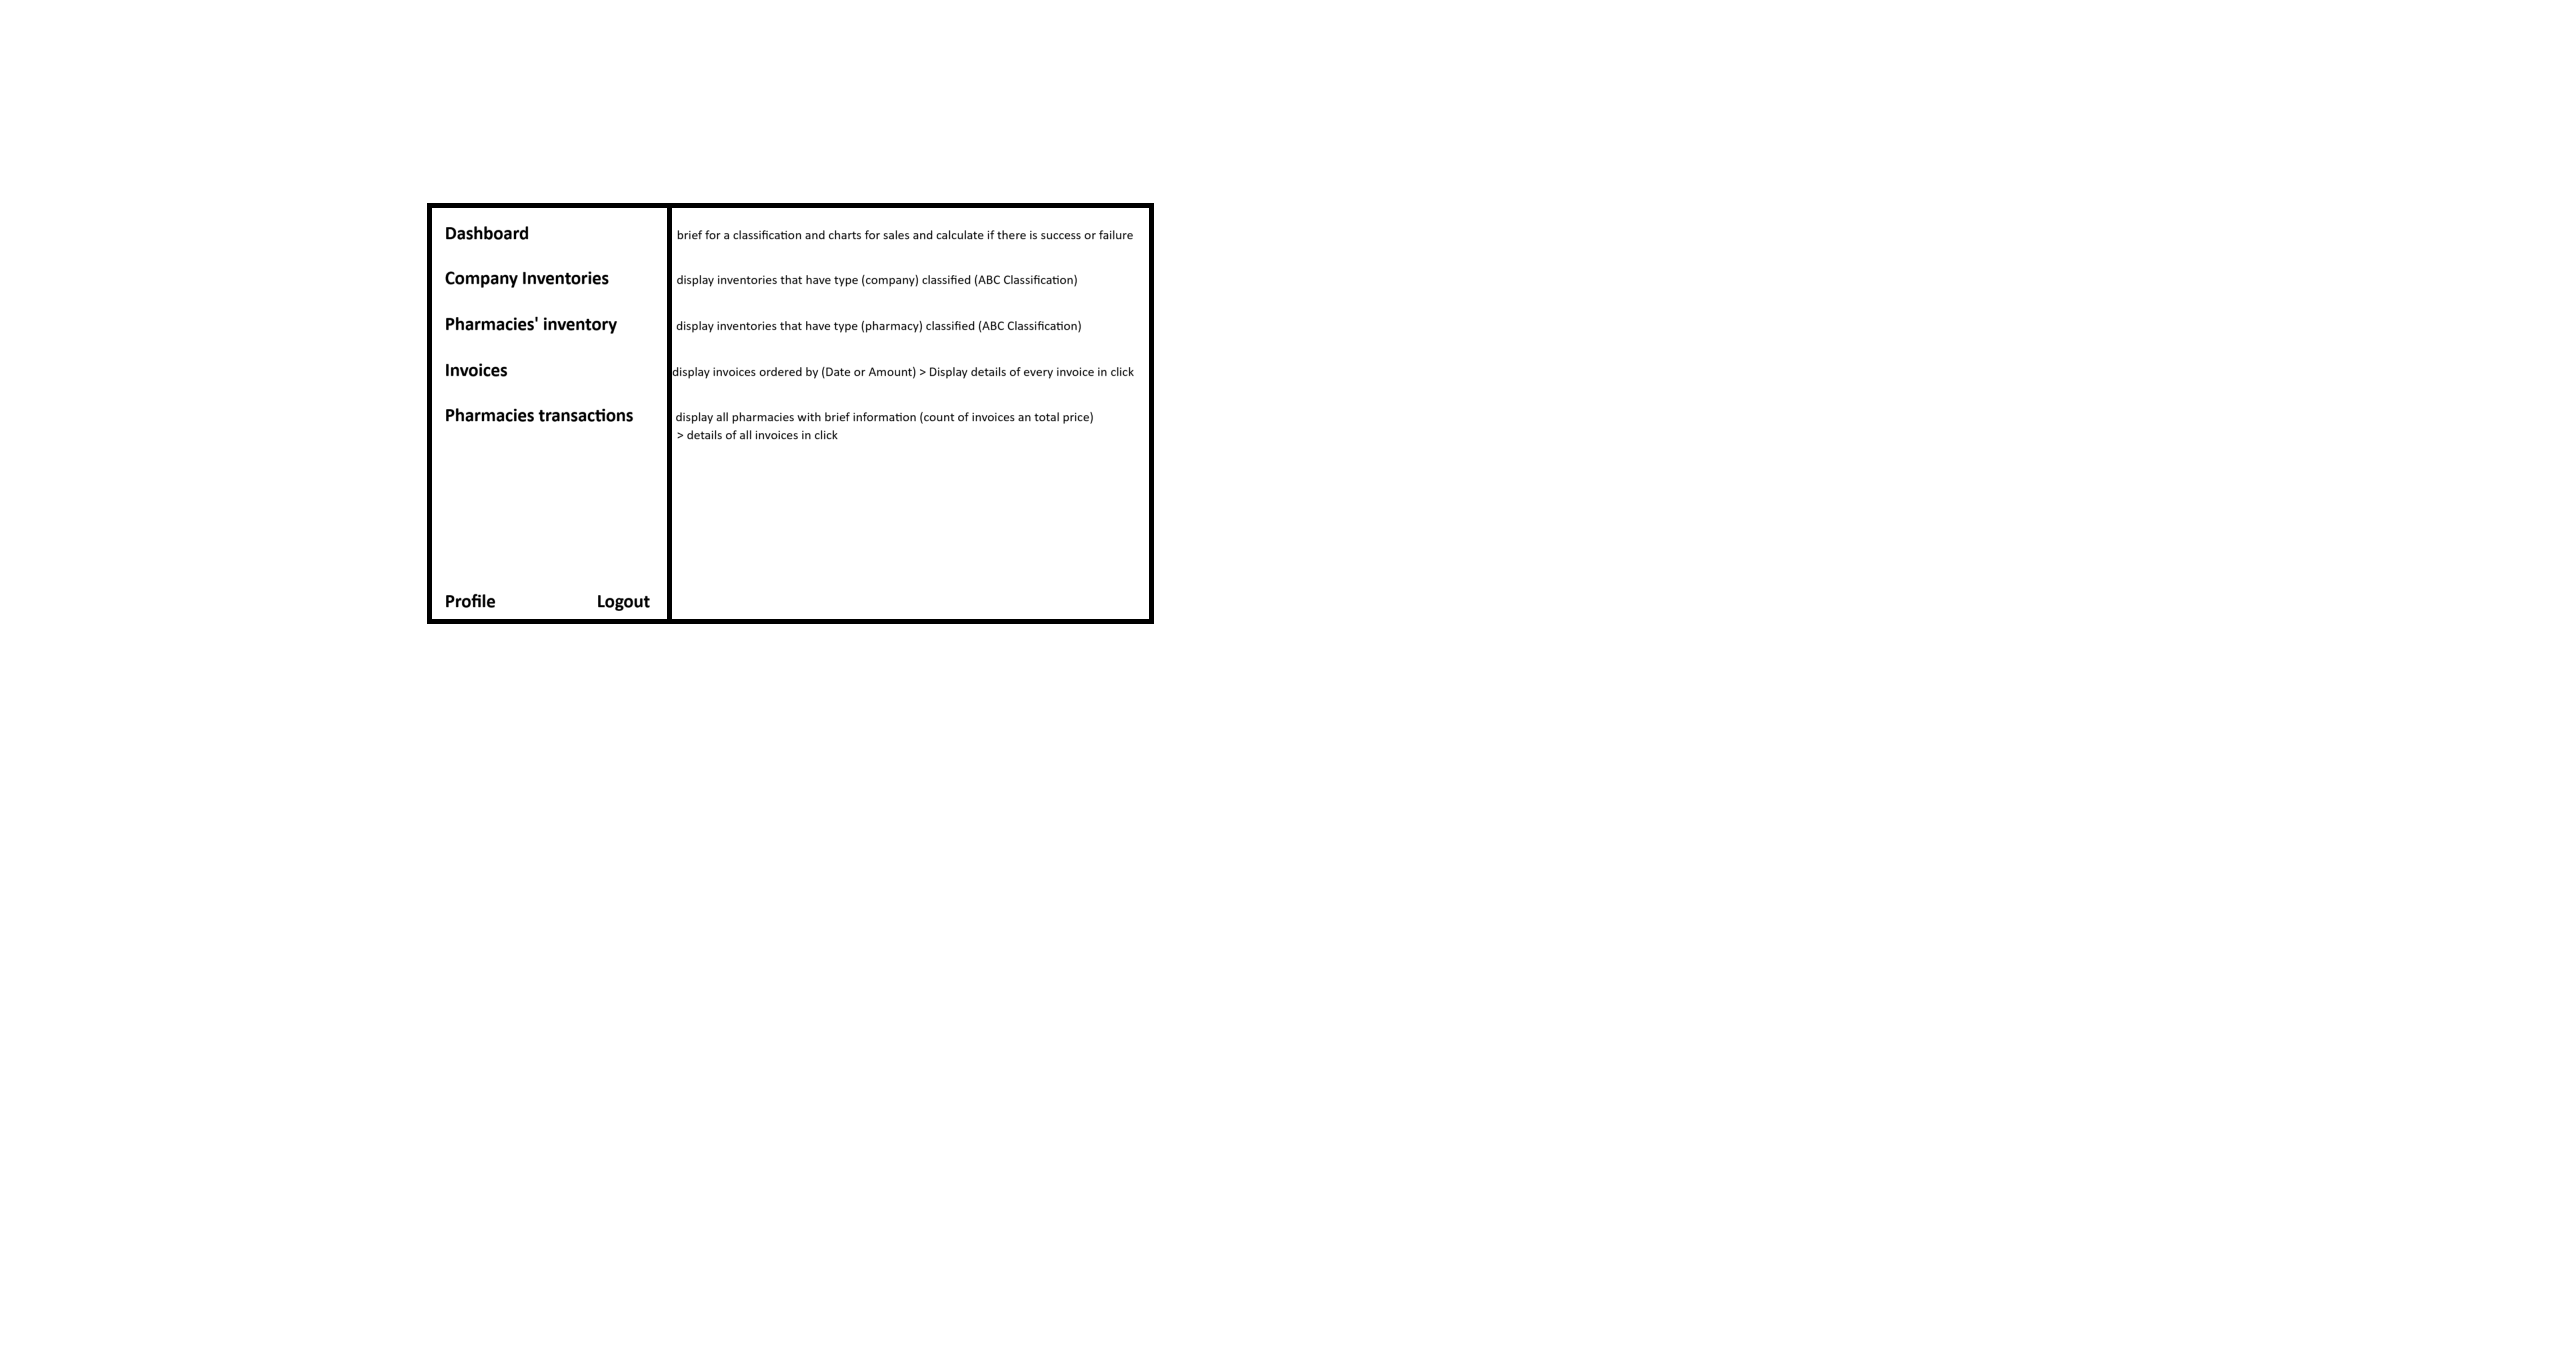 Dashboard
brief for a classification and charts for sales and calculate if there is success or failure
Company Inventories
display inventories that have type (company) classified (ABC Classification)
Pharmacies' inventory
display inventories that have type (pharmacy) classified (ABC Classification)
Invoices
display invoices ordered by (Date or Amount) > Display details of every invoice in click
Pharmacies transactions
display all pharmacies with brief information (count of invoices an total price)
> details of all invoices in click
Profile
Logout